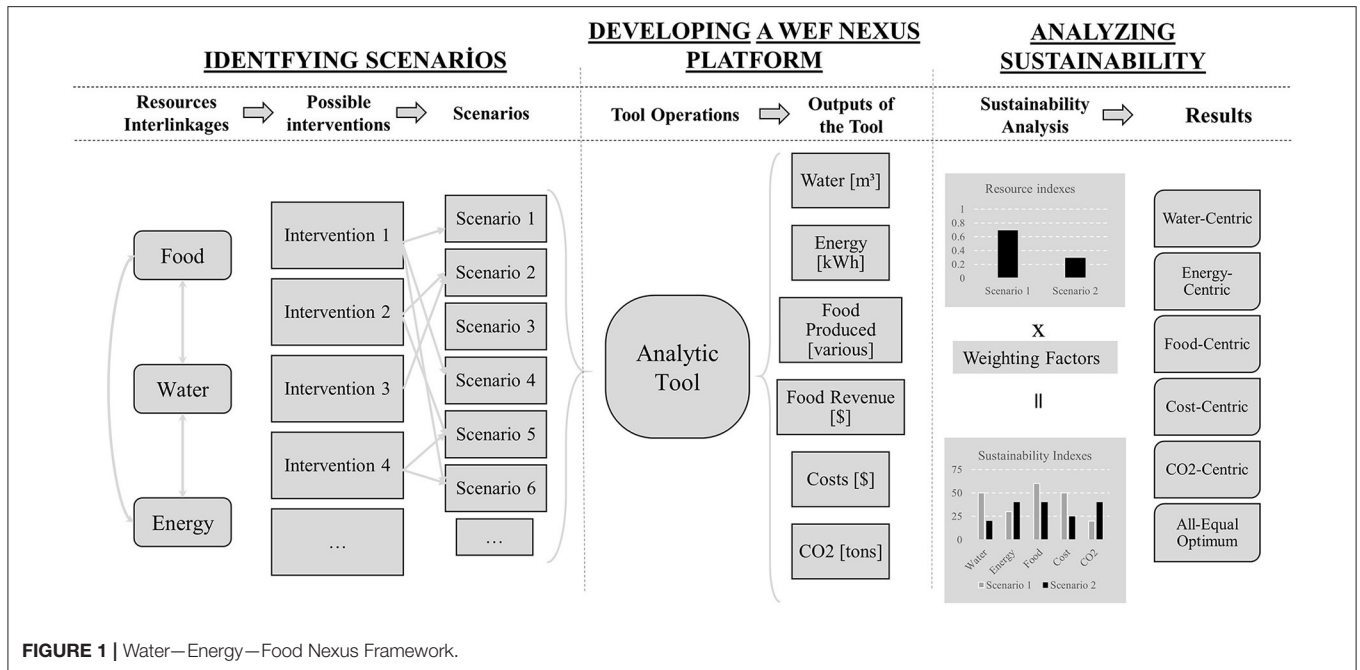 IDENTFYING SCENARİOS
DEVELOPING A WEF NEXUS
PLATFORM
ANALYZING
SUSTAINABILITY
Resources
Interlinkages
Possible
interventions
Scenarios
Tool Operations
Outputs of
the Tool
Sustainability
Analysis
Results
Food
Water
Energy
Intervention 1
Intervention 2
Intervention 3
Intervention 4
...
Scenario 1
Scenario 2
Scenario 3
Scenario 4
Scenario 5
Scenario 6
...
Analytic
Tool
Water [m³]
Energy
[kWh]
Food
Produced
[various]
Food Revenue
[$]
Costs [$]
CO2 [tons]
Resource indexes
1
0.8
0.6
0.4
0.2
0
Scenario 1
Scenario 2
X
Weighting Factors
=
Sustainability Indexes
75
50
25
0
Water
Energy
Food
Cost
CO2
Scenario 1
Scenario 2
Water-Centric
Energy-
Centric
Food-Centric
Cost-Centric
CO2-Centric
All-Equal
Optimum
FIGURE 1 | Water—Energy—Food Nexus Framework.